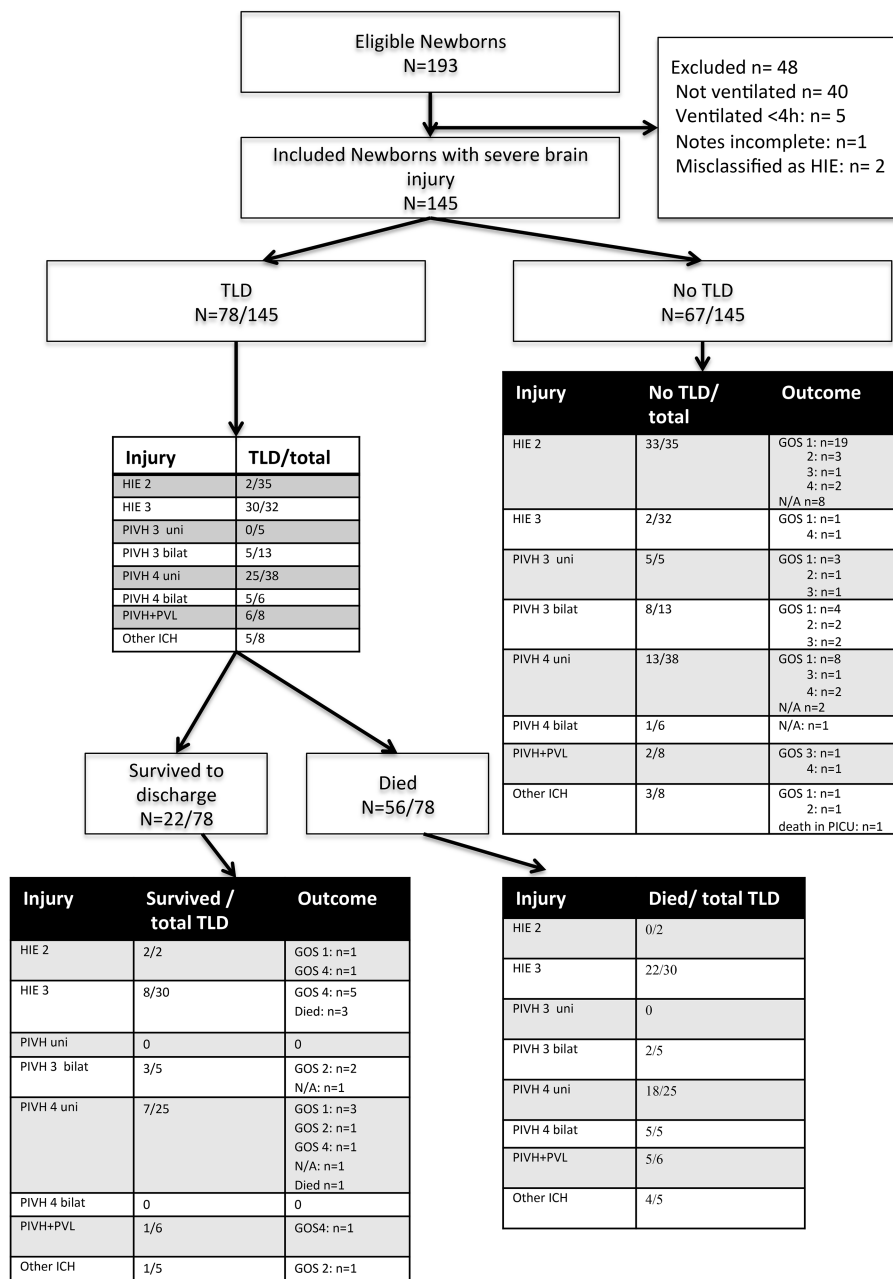 Eligible Newborns
N=193
Excluded n= 48
Not ventilated n= 40
Ventilated <4h: n= 5
Notes incomplete: n=1
Misclassified as HIE: n= 2
Included Newborns with severe brain
injury
N=145
TLD
N=78/145
No TLD
N=67/145
Injury TLD/total
HIE 2 2/35
HIE 3 30/32
PIVH 3 uni 0/5
PIVH 3 bilat 5/13
PIVH 4 uni 25/38
PIVH 4 bilat 5/6
PIVH+PVL 6/8
Other ICH 5/8
Injury No TLD/ Outcome
total
HIE 2 33/35 GOS 1: n=19
2: n=3
3: n=1
4: n=2
N/A n=8
HIE 3 2/32 GOS 1: n=1
4: n=1
PIVH 3 uni 5/5 GOS 1: n=3
2: n=1
3: n=1
PIVH 3 bilat 8/13 GOS 1: n=4
2: n=2
3: n=2
PIVH 4 uni 13/38 GOS 1: n=8
3: n=1
4: n=2
N/A n=2
PIVH 4 bilat 1/6 N/A: n=1
PIVH+PVL 2/8 GOS 3: n=1
4: n=1
Other ICH 3/8 GOS 1: n=1
2: n=1
death in PICU: n=1
Survived to
discharge
N=22/78
Died
N=56/78
Injury Survived / Outcome
total TLD
HIE 2 2/2 GOS 1: n=1
GOS 4: n=1
HIE 3 8/30 GOS 4: n=5
Died: n=3
PIVH uni 0 0
PIVH 3 bilat 3/5 GOS 2: n=2
N/A: n=1
PIVH 4 uni 7/25 GOS 1: n=3
GOS 2: n=1
GOS 4: n=1
N/A: n=1
Died n=1
PIVH 4 bilat 0 0
PIVH+PVL 1/6 GOS4: n=1
Other ICH 1/5 GOS 2: n=1
Injury Died/ total TLD
HIE 2 0/2
HIE 3 22/30
PIVH 3 uni 0
PIVH 3 bilat 2/5
PIVH 4 uni 18/25
PIVH 4 bilat 5/5
PIVH+PVL 5/6
Other ICH 4/5